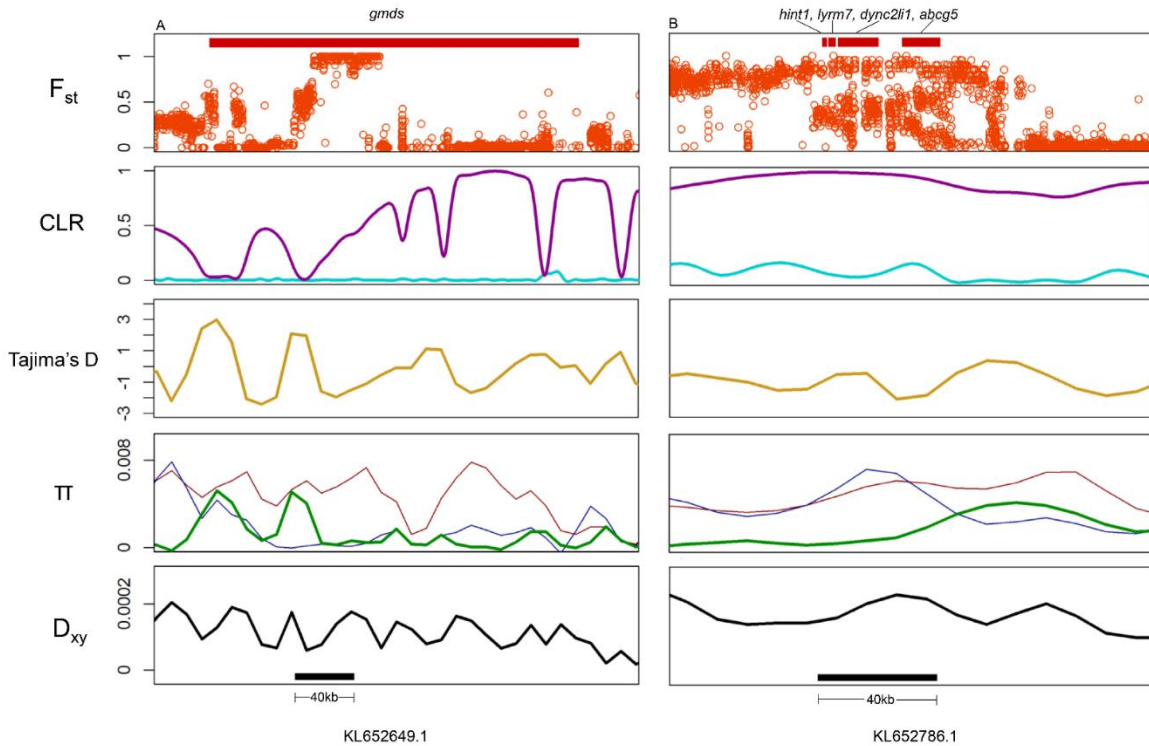 A
gmds
B
hint1, lyrm7, dync2li1, abcg5
Fst
1
0.5
0
CLR
1
0.5
0
Tajima's D
3
1
-1
-3
π
0.008
0
Dxy
0.0002
0
40kb
40kb
KL652649.1
KL652786.1